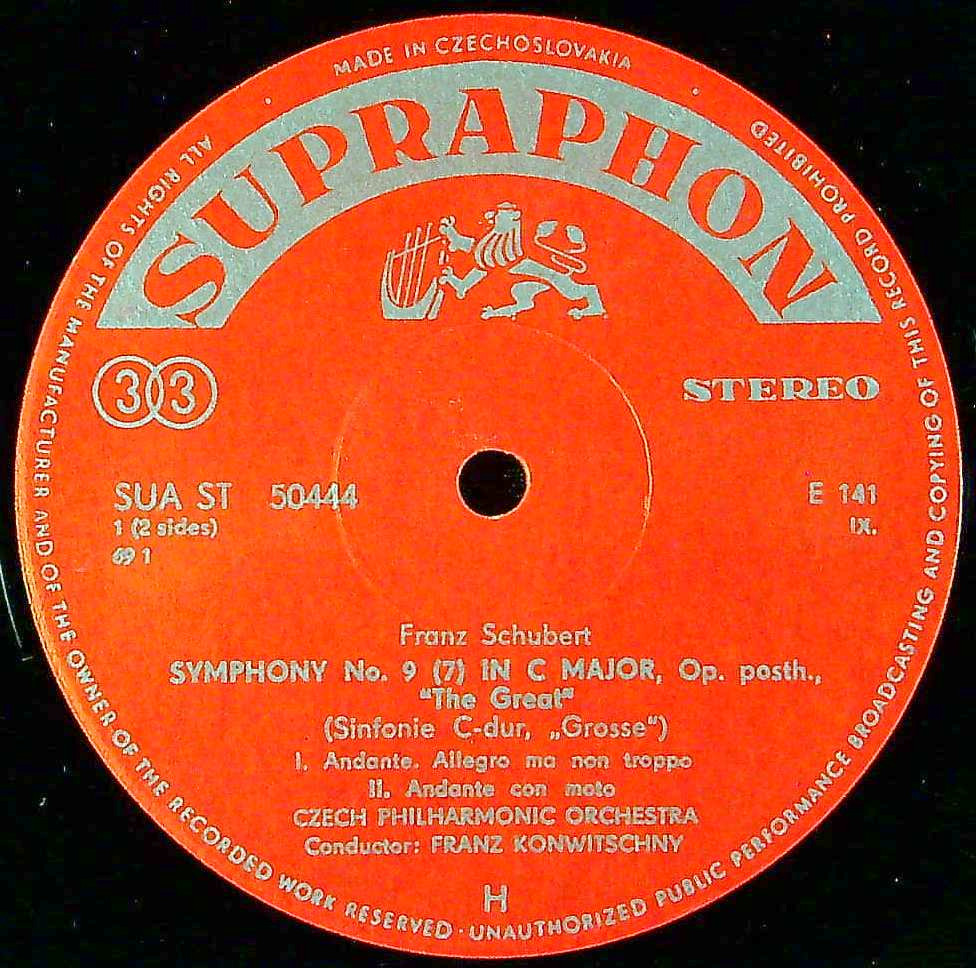 MADE IN CZECHOSLOVAKIA
ALL RIGHTS OF THE MANUFACTURER AND OF THE OWNER OF THE RECORDED WORK RESERVED · UNAUTHORIZED PUBLIC PERFORMANCE BROADCASTING AND COPYING OF THIS RECORD PROHIBITED
SUPRAPHON
33
STEREO
SUA ST 50444
E 141
1 (2 sides)
IX.
69 1
Franz Schubert
SYMPHONY No. 9 (7) IN C MAJOR, Op. posth.,
"The Great"
(Sinfonie C-dur, „Grosse“)
I. Andante. Allegro ma non troppo
II. Andante con moto
CZECH PHILHARMONIC ORCHESTRA
Conductor: FRANZ KONWITSCHNY
H